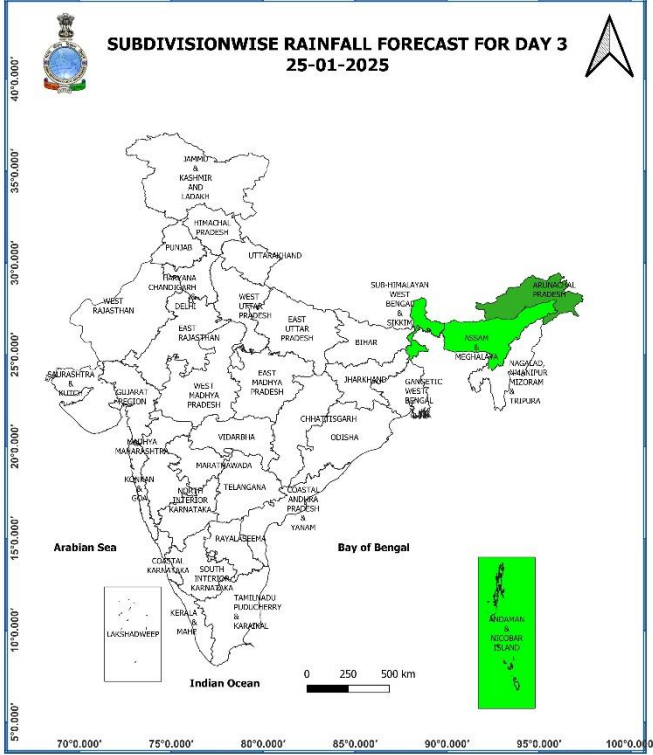 SUBDIVISIONWISE RAINFALL FORECAST FOR DAY 3
25-01-2025
40°0.000'
35°0.000'
30°0.000'
25°0.000'
20°0.000'
15°0.000'
10°0.000'
5°0.000'
JAMMU
&
KASHMIR
AND
LADAKH
HIMACHAL
PRADESH
PUNJAB
UTTARAKHAND
HARYANA
CHANDIGARH
DELHI
WEST
RAJASTHAN
WEST
UTTAR
PRADESH
EAST
UTTAR
PRADESH
EAST
RAJASTHAN
SUB-HIMALAYAN
WEST
BENGAL
&
SIKKIM
ARUNACHAL
PRADESH
BIHAR
ASSAM
&
MEGHALAYA
NAGALAD,
MANIPUR
MIZORAM
&
TRIPURA
SAURASHTRA
&
KUTCH
GUJARAT
REGION
WEST
MADHYA
PRADESH
EAST
MADHYA
PRADESH
JHARKHAND
GANGETIC
WEST
BENGAL
CHHATTISGARH
ODISHA
VIDARBHA
MADHYA
MAHARASHTRA
MARATHAWADA
KONKAN
&
GOA
NORTH
INTERIOR
KARNATAKA
TELANGANA
COASTAL
ANDHRA
PRADESH
&
YANAM
RAYALASEEMA
Arabian Sea
Bay of Bengal
COASTAL
KARNATAKA
SOUTH
INTERIOR
KARNATAKA
TAMILNADU
PUDUCHERRY
&
KARAIKAL
KERALA
&
MAHE
LAKSHADWEEP
ANDAMAN
&
NICOBAR
ISLAND
Indian Ocean
0 250 500 km
70°0.000' 75°0.000' 80°0.000' 85°0.000' 90°0.000' 95°0.000' 100°0.000'